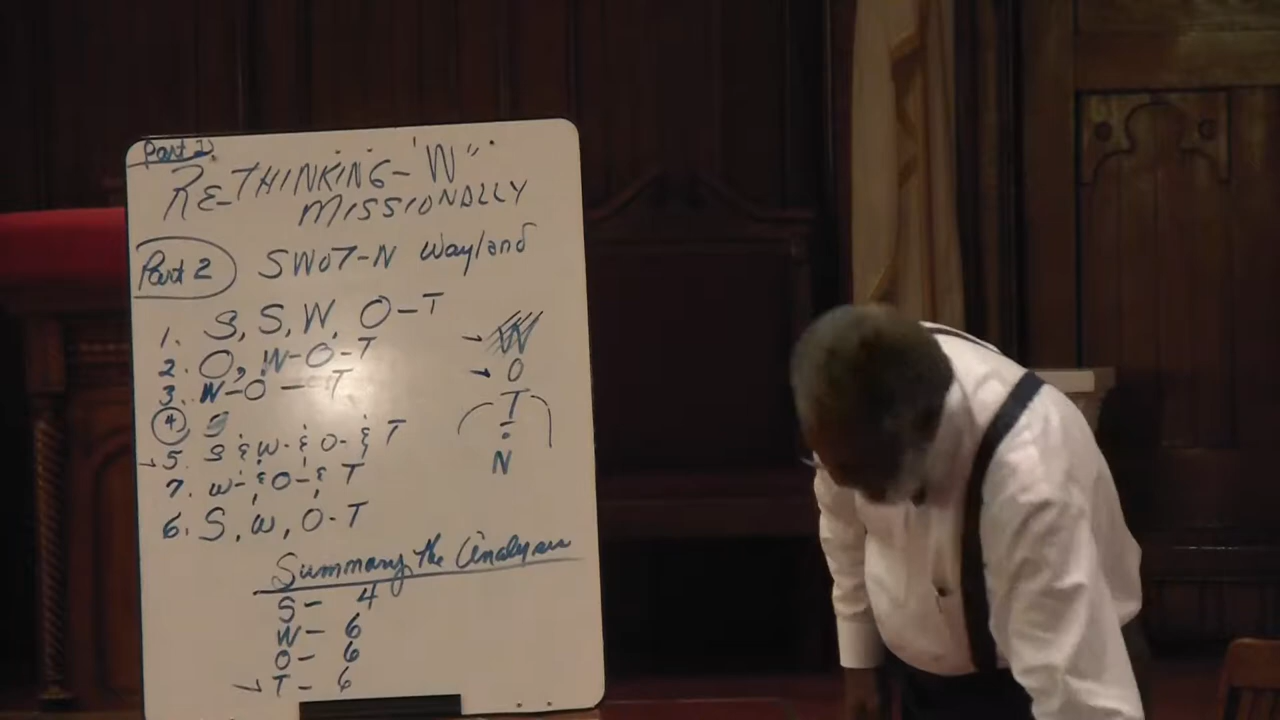 Part 1
RE-THINKING-"W"
MISSIONALLY
Part 2 SWOT-N Wayland
1. S, S, W, O-T
2. O, W-O-T
3. W-O-T
4 S
5. S & W- & O- & T
7. W- & O- & T
6. S, W, O-T
W
O
T
N
Summary the Analysis
S- 4
W- 6
O- 6
T- 6